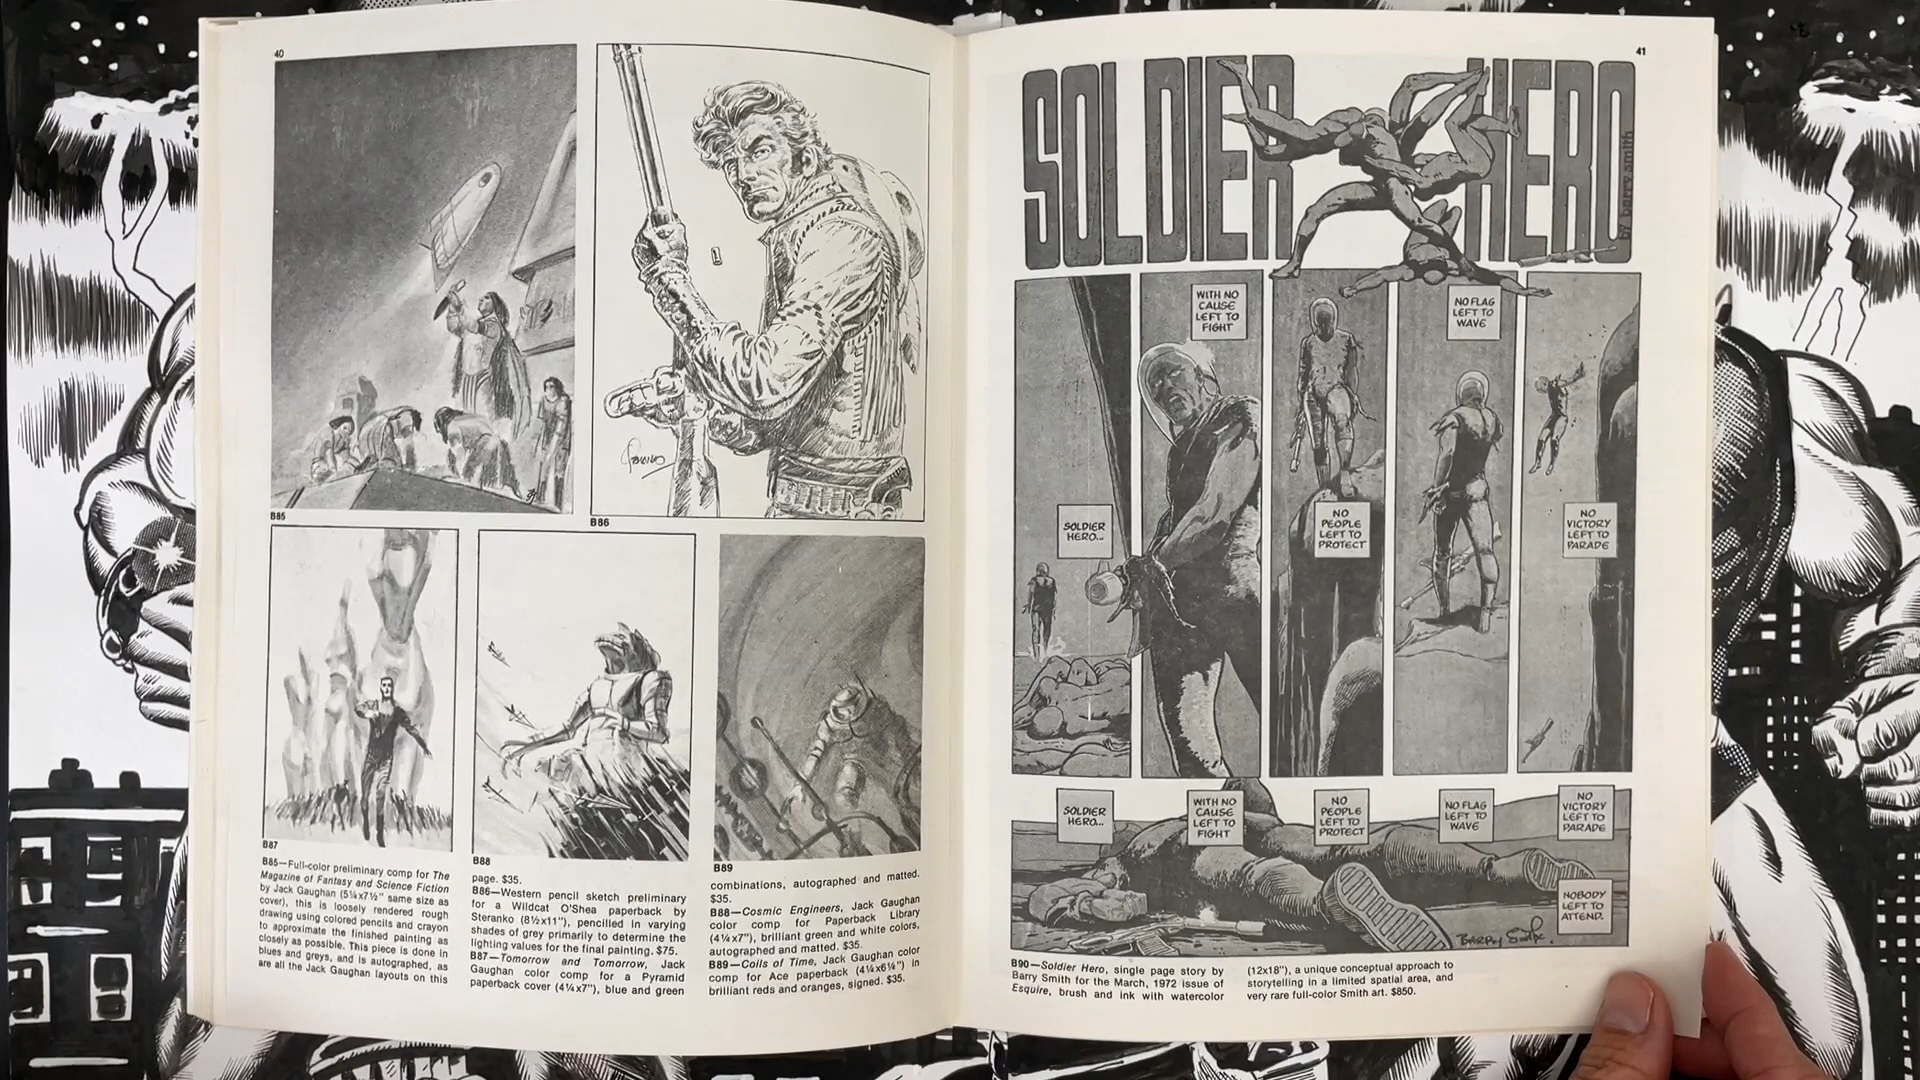 40
B85
B86
B87
B88
B89
B85—Full-color preliminary comp for The
Magazine of Fantasy and Science Fiction
by Jack Gaughan (5¼x7½" same size as
cover), this is loosely rendered rough
drawing using colored pencils and crayon
to approximate the finished painting as
closely as possible. This piece is done in
blues and greys, and is autographed, as
are all the Jack Gaughan layouts on this
page. $35.
B86—Western pencil sketch preliminary
for a Wildcat O'Shea paperback by
Steranko (8½x11"), pencilled in varying
shades of grey primarily to determine the
lighting values for the final painting. $75.
B87—Tomorrow and Tomorrow, Jack
Gaughan color comp for a Pyramid
paperback cover (4¼x7"), blue and green
combinations, autographed and matted.
$35.
B88—Cosmic Engineers, Jack Gaughan
color comp for Paperback Library
(4¼x7"), brilliant green and white colors,
autographed and matted. $35.
B89—Coils of Time, Jack Gaughan color
comp for Ace paperback (4¼x6¼") in
brilliant reds and oranges, signed. $35.
41
SOLDIER HERO
by barry smith
SOLDIER
HERO...
WITH NO
CAUSE
LEFT TO
FIGHT
NO
PEOPLE
LEFT TO
PROTECT
NO FLAG
LEFT TO
WAVE
NO
VICTORY
LEFT TO
PARADE
SOLDIER
HERO...
WITH NO
CAUSE
LEFT TO
FIGHT
NO
PEOPLE
LEFT TO
PROTECT
NO FLAG
LEFT TO
WAVE
NO
VICTORY
LEFT TO
PARADE
NOBODY
LEFT TO
ATTEND.
BARRY Smith.
B90—Soldier Hero, single page story by
Barry Smith for the March, 1972 issue of
Esquire, brush and ink with watercolor
(12x18"), a unique conceptual approach to
storytelling in a limited spatial area, and
very rare full-color Smith art. $850.